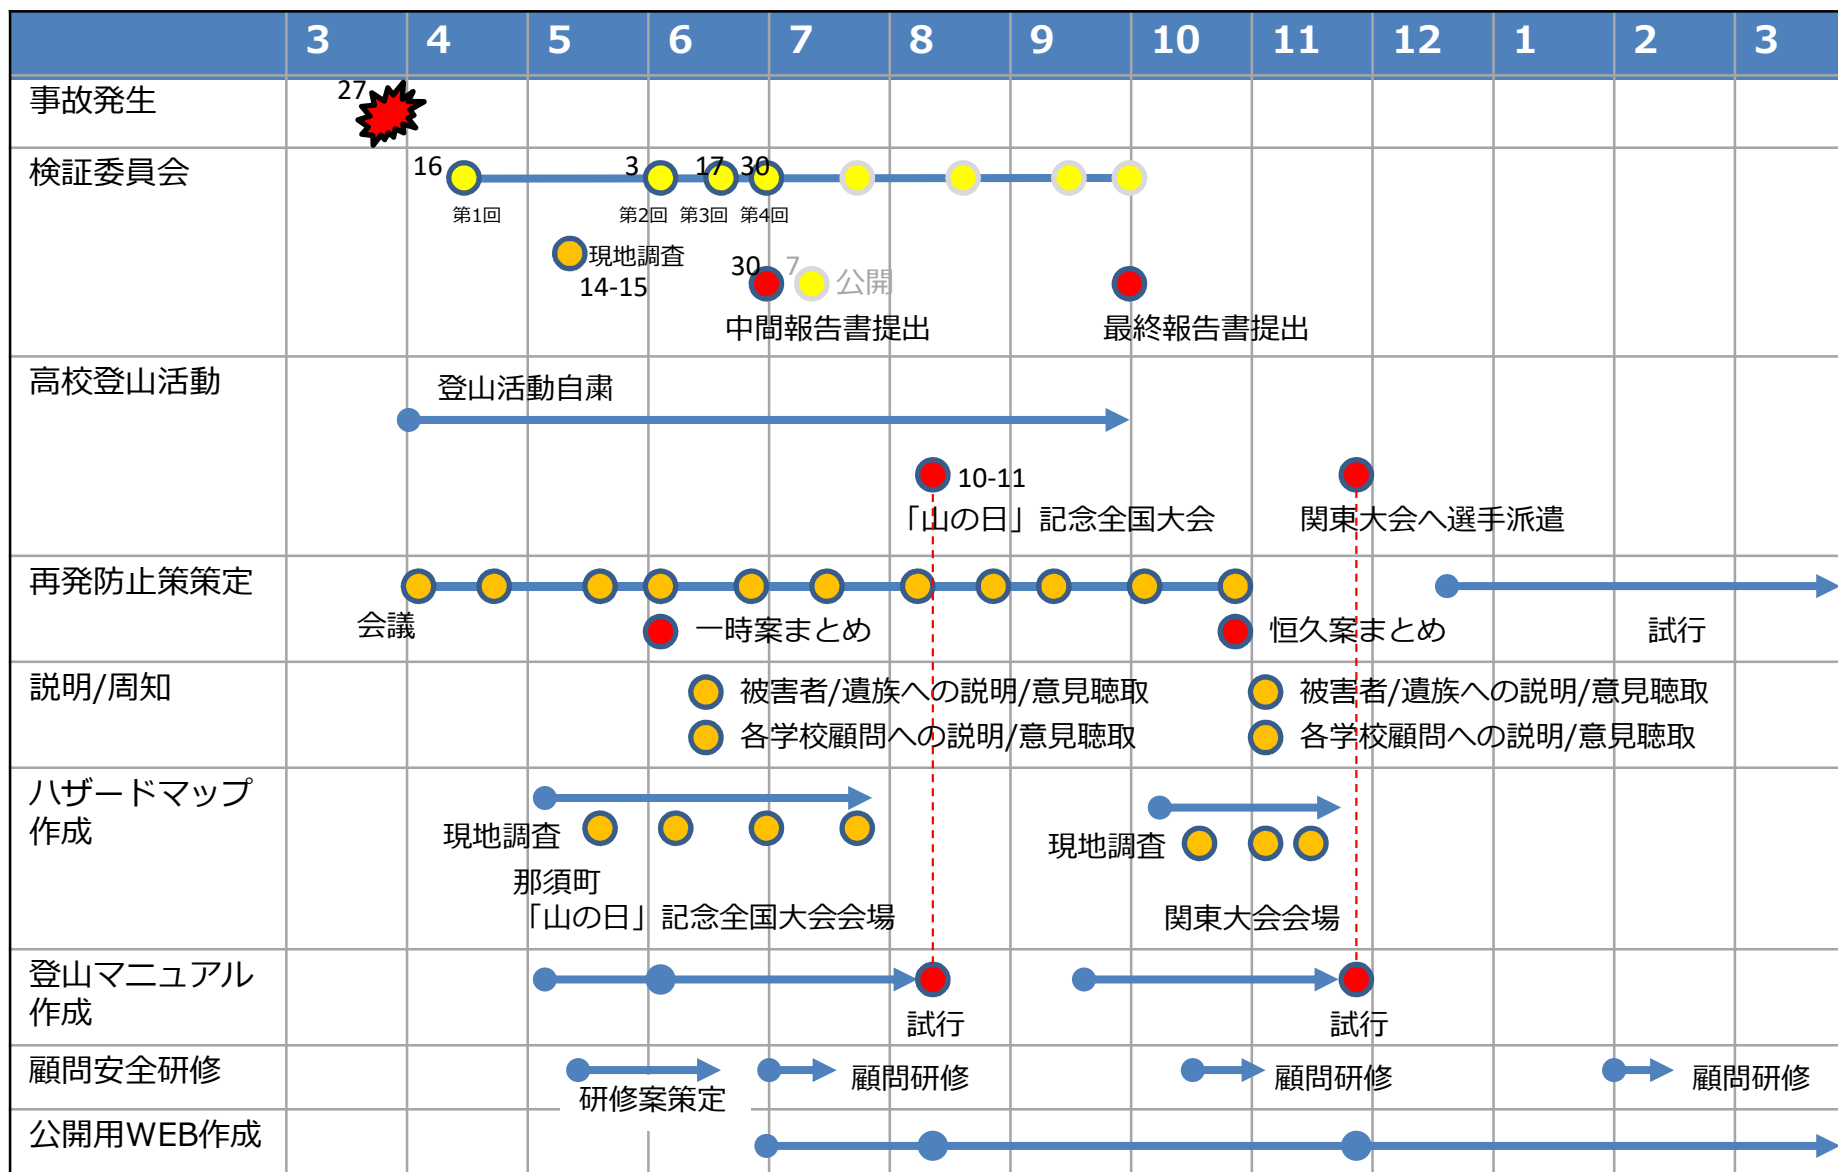 3 4 5 6 7 8 9 10 11 12 1 2 3
事故発生
27
検証委員会
16 3 17 30
第1回 第2回 第3回 第4回
現地調査
14-15
30 7 公開
中間報告書提出 最終報告書提出
高校登山活動
登山活動自粛
10-11
「山の日」記念全国大会 関東大会へ選手派遣
再発防止策策定
会議 一時案まとめ 恒久案まとめ 試行
説明/周知
被害者/遺族への説明/意見聴取 被害者/遺族への説明/意見聴取
各学校顧問への説明/意見聴取 各学校顧問への説明/意見聴取
ハザードマップ
作成
現地調査 現地調査
那須町
「山の日」記念全国大会会場 関東大会会場
登山マニュアル
作成
試行 試行
顧問安全研修
研修案策定 顧問研修 顧問研修 顧問研修
公開用WEB作成